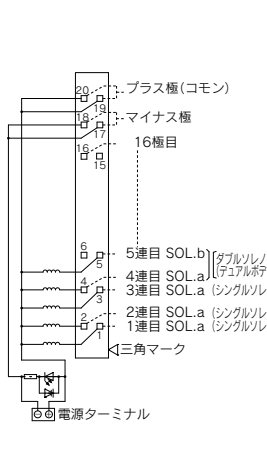 20
プラス極(コモン)
19
18
マイナス極
17
16
16極目
15
6
5連目 SOL.b
ダブルソレノ
5
(デュアルボデ
4
4連目 SOL.a
3連目 SOL.a (シングルソレ
3
2
2連目 SOL.a (シングルソレ
1連目 SOL.a (シングルソレ
1
三角マーク
電源ターミナル